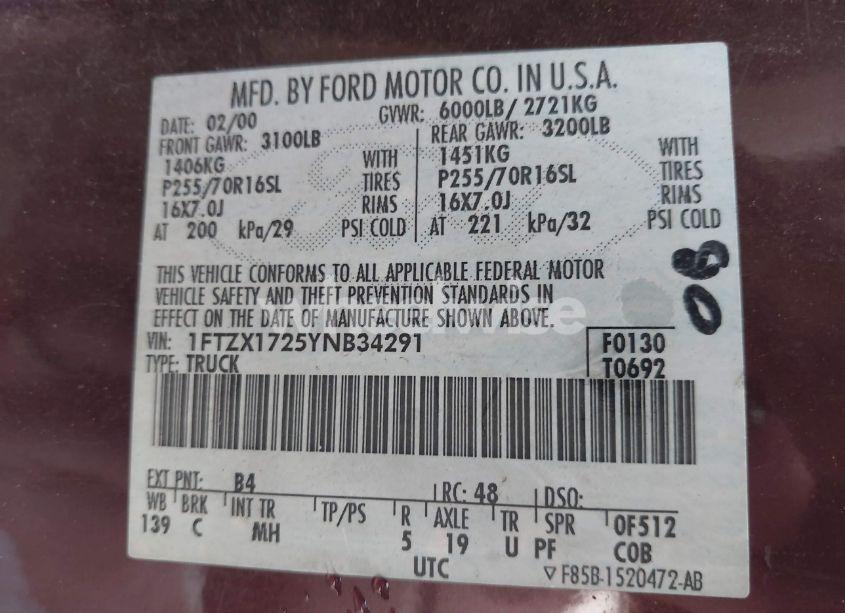 MFD. BY FORD MOTOR CO. IN U.S.A.
DATE: 02/00 GVWR: 6000LB/ 2721KG
FRONT GAWR: 3100LB REAR GAWR: 3200LB
1406KG WITH 1451KG WITH
P255/70R16SL TIRES P255/70R16SL TIRES
16X7.0J RIMS 16X7.0J RIMS
AT 200 kPa/29 PSI COLD AT 221 kPa/32 PSI COLD
THIS VEHICLE CONFORMS TO ALL APPLICABLE FEDERAL MOTOR
VEHICLE SAFETY AND THEFT PREVENTION STANDARDS IN
EFFECT ON THE DATE OF MANUFACTURE SHOWN ABOVE.
VIN: 1FTZX1725YNB34291 F0130
TYPE: TRUCK T0692
EXT PNT: B4 RC: 48 DSO:
WB BRK INT TR TP/PS R AXLE TR SPR 0F512
139 C MH 5 19 U PF COB
UTC ▽F85B-1520472-AB